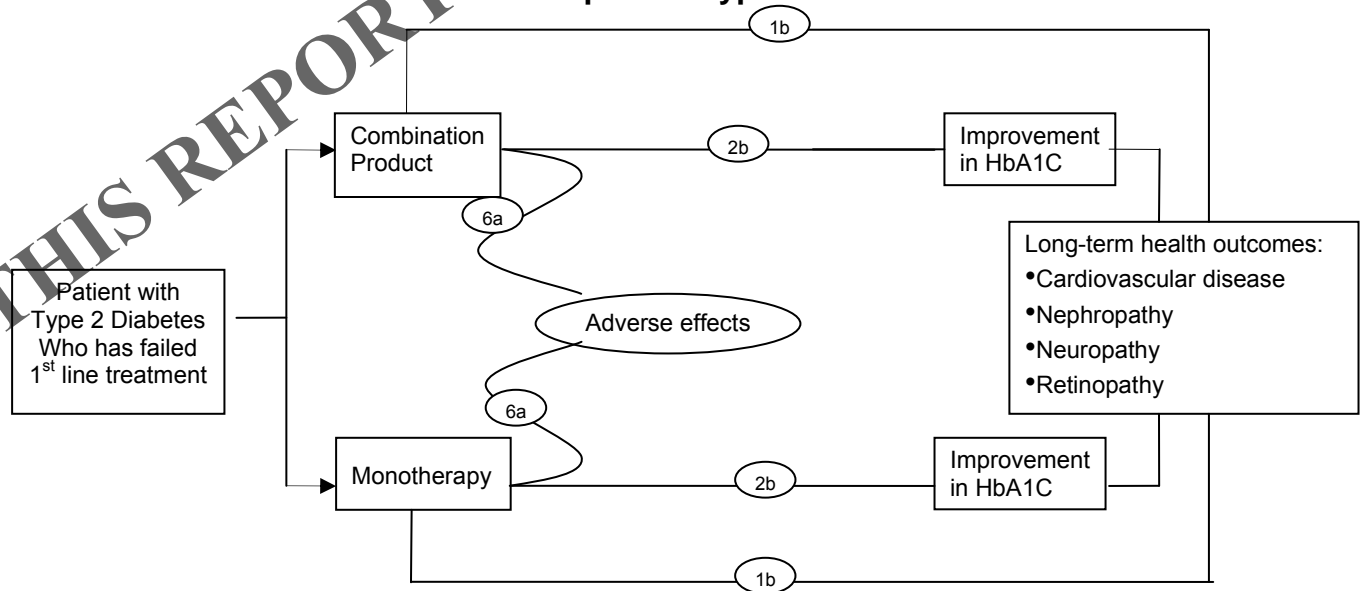 THIS REPORT
1b
Combination
Product
2b
Improvement
in HbA1C
6a
Patient with
Type 2 Diabetes
Who has failed
1st line treatment
Adverse effects
Long-term health outcomes:
•Cardiovascular disease
•Nephropathy
•Neuropathy
•Retinopathy
6a
Monotherapy
2b
Improvement
in HbA1C
1b